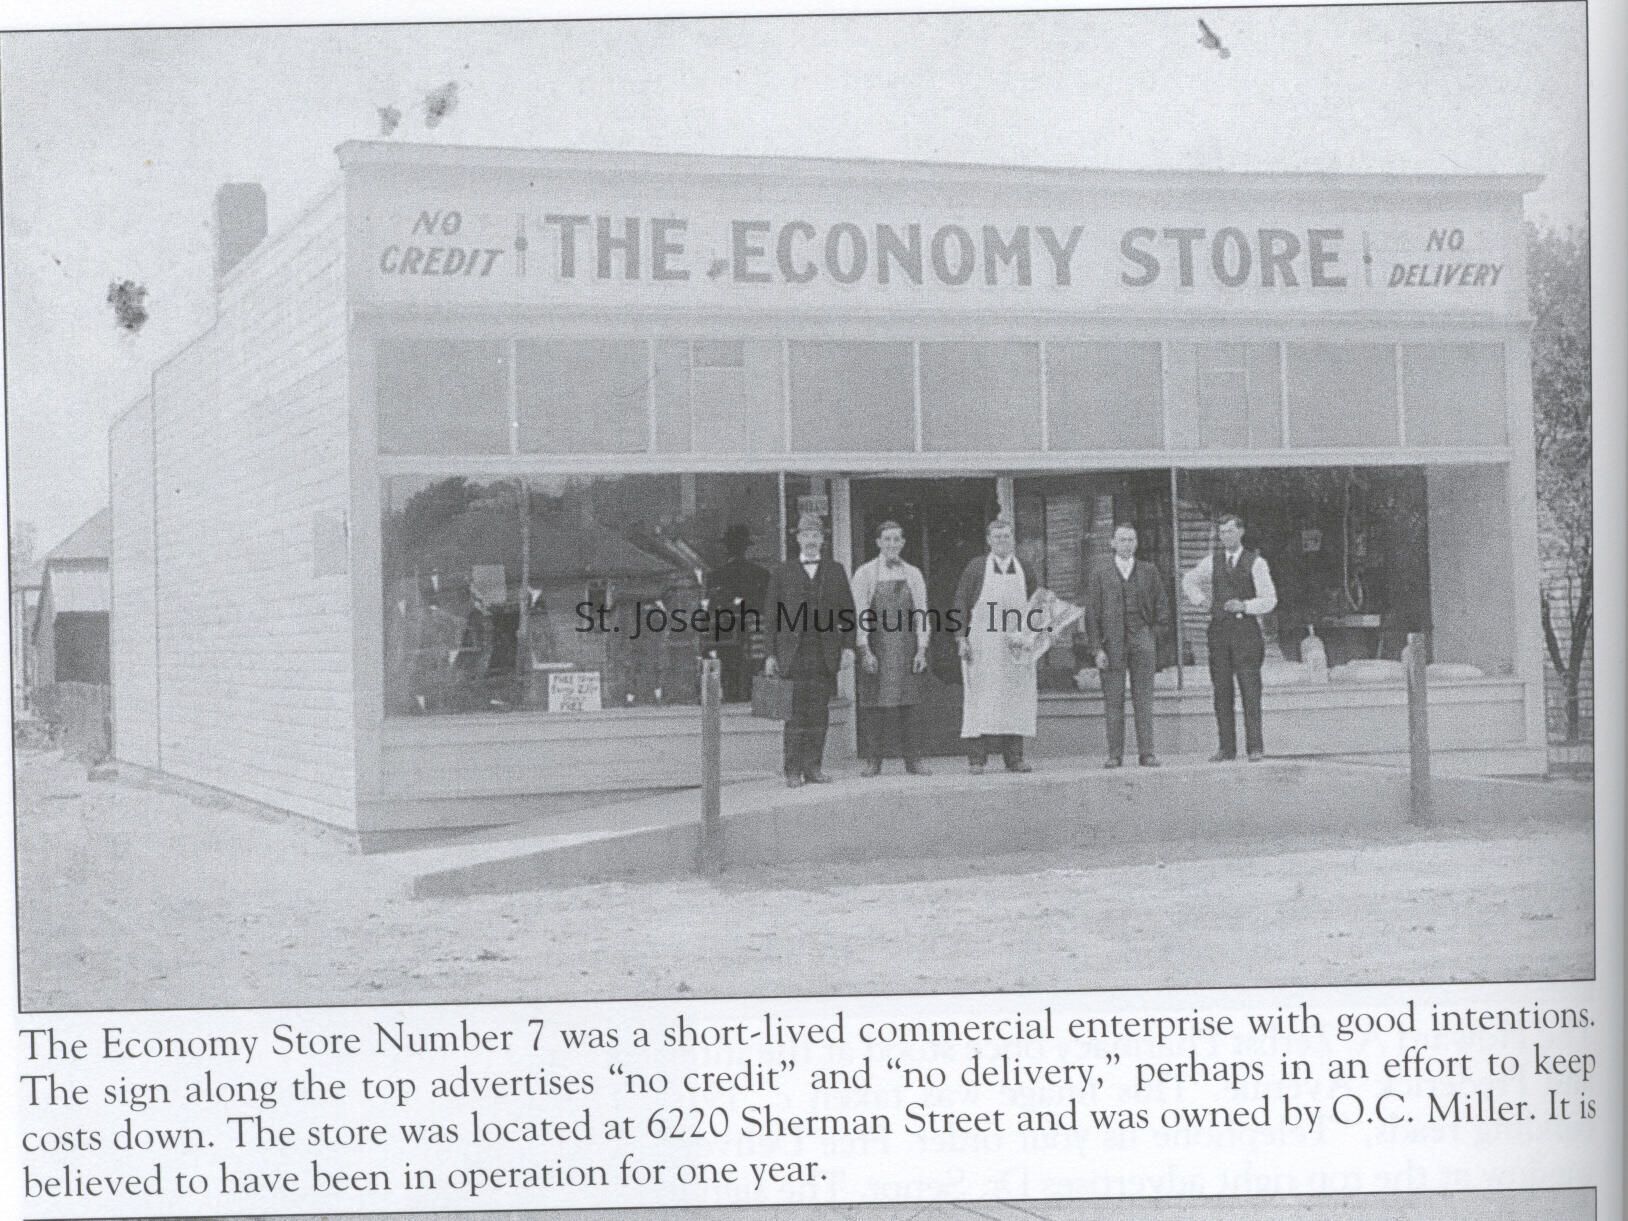 NO CREDIT
THE ECONOMY STORE
NO DELIVERY
FREE
St. Joseph Museums, Inc.
The Economy Store Number 7 was a short-lived commercial enterprise with good intentions.
The sign along the top advertises “no credit” and “no delivery,” perhaps in an effort to keep
costs down. The store was located at 6220 Sherman Street and was owned by O.C. Miller. It is
believed to have been in operation for one year.